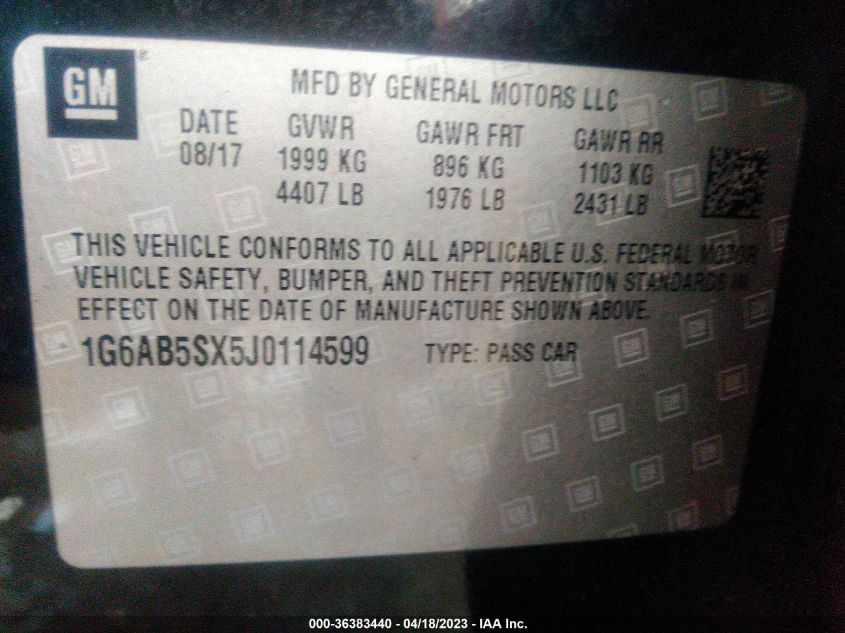 GM
MFD BY GENERAL MOTORS LLC
DATE GVWR GAWR FRT GAWR RR
08/17 1999 KG 896 KG 1103 KG
4407 LB 1976 LB 2431 LB
THIS VEHICLE CONFORMS TO ALL APPLICABLE U.S. FEDERAL MOTOR
VEHICLE SAFETY, BUMPER, AND THEFT PREVENTION STANDARDS IN
EFFECT ON THE DATE OF MANUFACTURE SHOWN ABOVE.
1G6AB5SX5J0114599 TYPE: PASS CAR
000-36383440 - 04/18/2023 - IAA Inc.